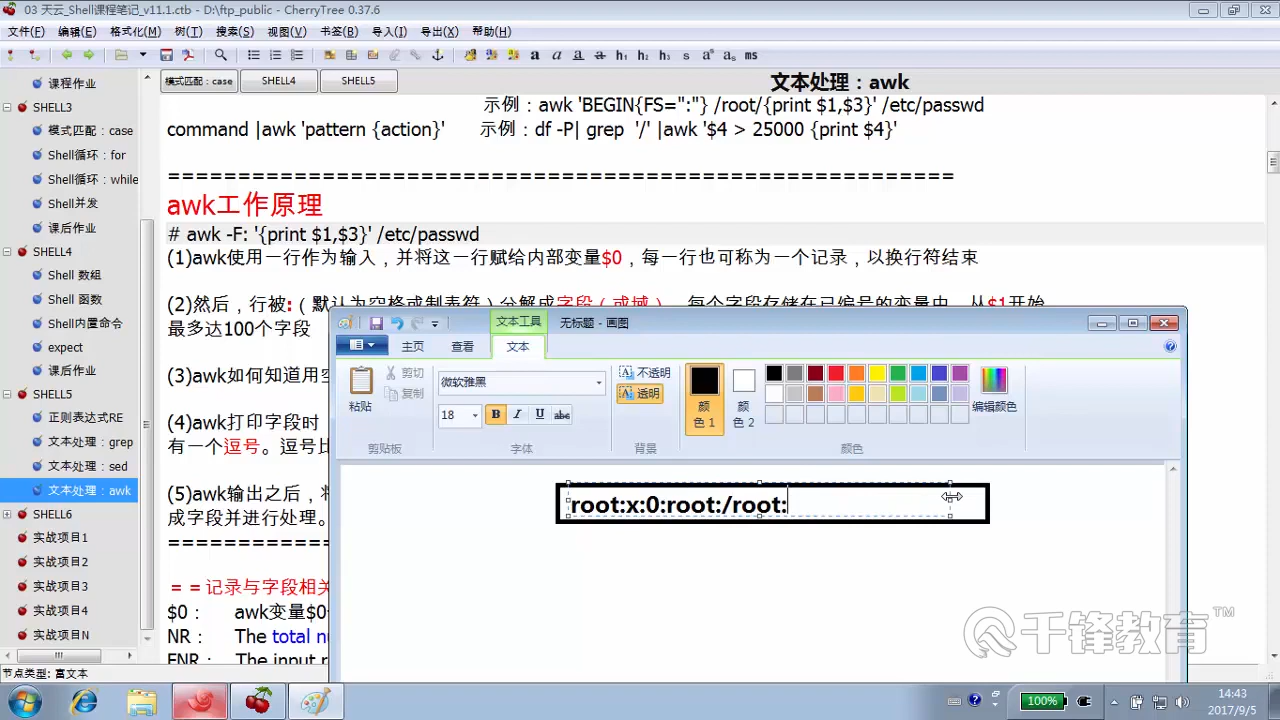 03 天云_Shell课程笔记_v11.1.ctb - D:\ftp_public - CherryTree 0.37.6
文件(F) 编辑(E) 格式化(M) 树(T) 搜索(S) 视图(V) 书签(B) 导入(I) 导出(X) 帮助(H)
a a a a h1 h2 h3 s a ms
模式匹配：case SHELL4 SHELL5 文本处理：awk
课程作业
SHELL3
模式匹配：case
Shell循环：for
Shell循环：while
Shell并发
课后作业
SHELL4
Shell 数组
Shell 函数
Shell内置命令
expect
课后作业
SHELL5
正则表达式RE
文本处理：grep
文本处理：sed
文本处理：awk
SHELL6
实战项目1
实战项目2
实战项目3
实战项目4
实战项目N
示例：awk 'BEGIN{FS=":"} /root/{print $1,$3}' /etc/passwd
command |awk 'pattern {action}' 示例：df -P| grep '/' |awk '$4 > 25000 {print $4}'
========================================================
awk工作原理
# awk -F: '{print $1,$3}' /etc/passwd
(1)awk使用一行作为输入，并将这一行赋给内部变量$0，每一行也可称为一个记录，以换行符结束
(2)然后，行被:（默认为空格或制表符）分解成字段（或域），每个字段存储在已编号的变量中，从$1开始，
最多达100个字段
(3)awk如何知道用空
(4)awk打印字段时
有一个逗号。逗号比
(5)awk输出之后，将
成字段并进行处理。
============
==记录与字段相关
$0： awk变量$0
NR： The total nu
FNR： The input r
文本工具 无标题 - 画图
主页 查看 文本
粘贴 剪切 复制
剪贴板
微软雅黑
18 B I U abc
字体
不透明
透明
背景
颜色 1
颜色 2
编辑颜色
颜色
root:x:0:root:/root:
千锋教育™
节点类型: 富文本
100%
14:43
2017/9/5